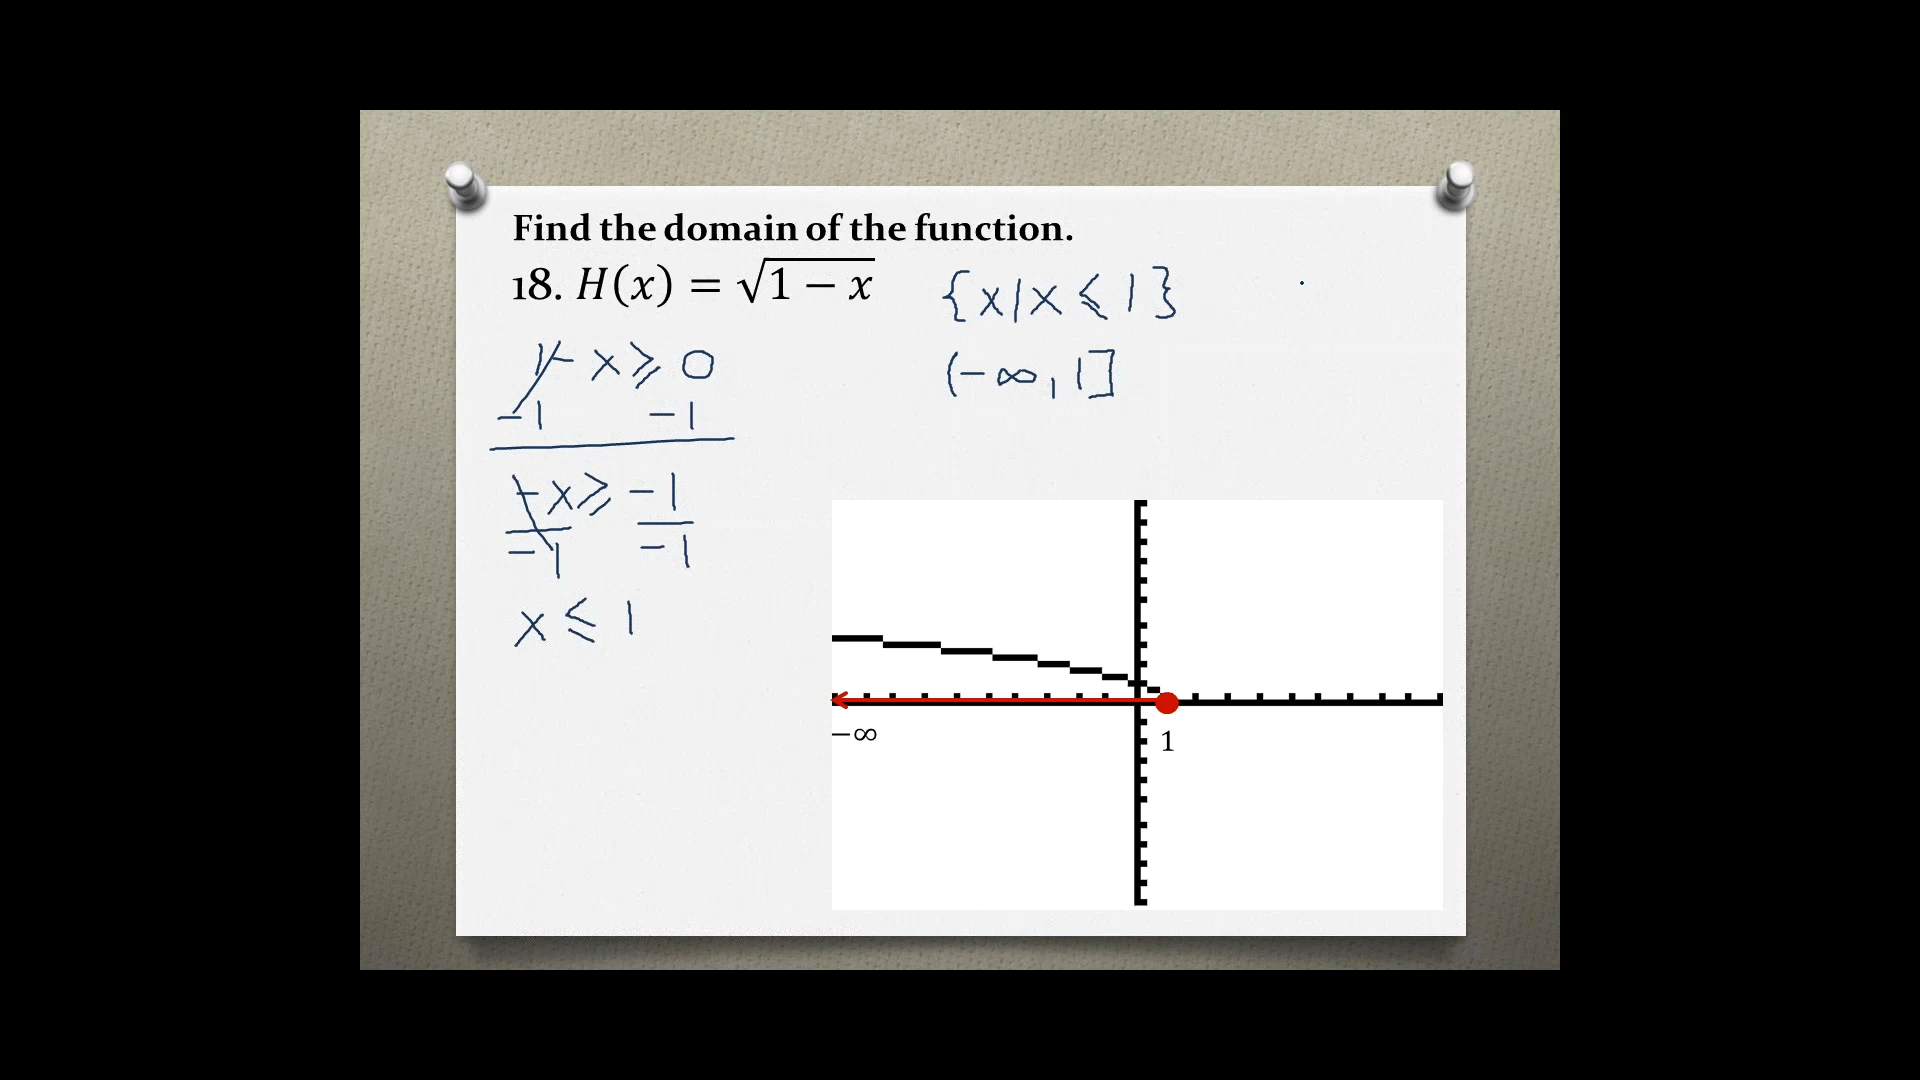 Find the domain of the function.
18. H(x) = √1 − x
{x|x ≤ 1}
(−∞, 1]
1 − x ≥ 0
−1 −1
−x ≥ −1
−1 −1
x ≤ 1
−∞
1